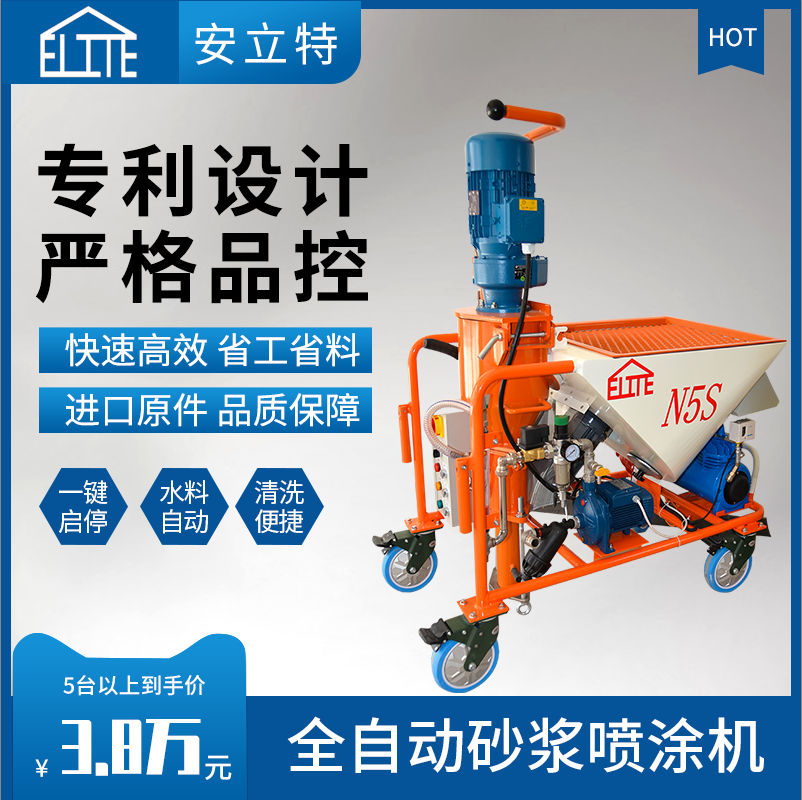 ELITE 安立特
HOT
专利设计
严格品控
快速高效 省工省料
进口原件 品质保障
一键
启停
水料
自动
清洗
便捷
ELITE
N5S
5台以上到手价
¥ 3.8万元
全自动砂浆喷涂机